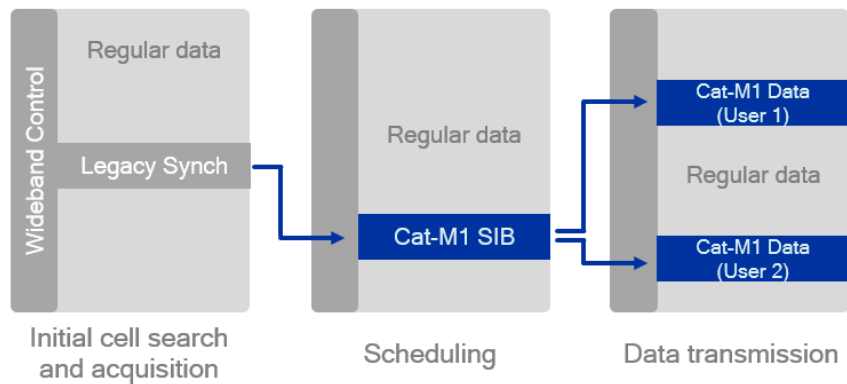 Wideband Control
Regular data
Legacy Synch
Initial cell search
and acquisition
Regular data
Cat-M1 SIB
Scheduling
Cat-M1 Data
(User 1)
Regular data
Cat-M1 Data
(User 2)
Data transmission